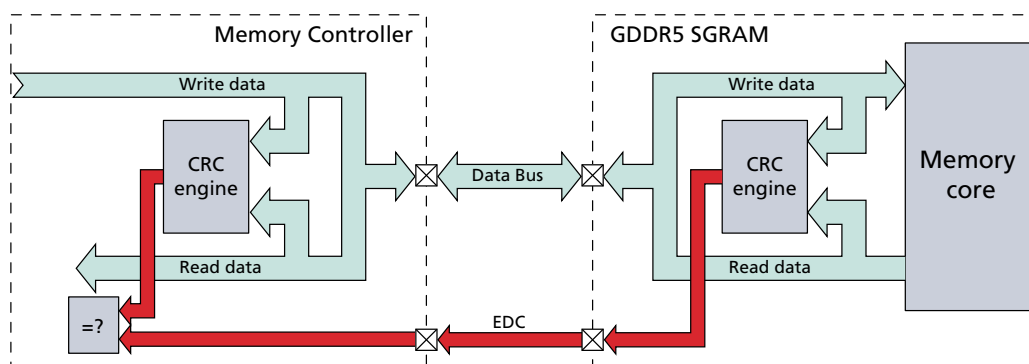 Memory Controller
GDDR5 SGRAM
Write data
Write data
CRC
engine
Data Bus
CRC
engine
Memory
core
Read data
Read data
=?
EDC